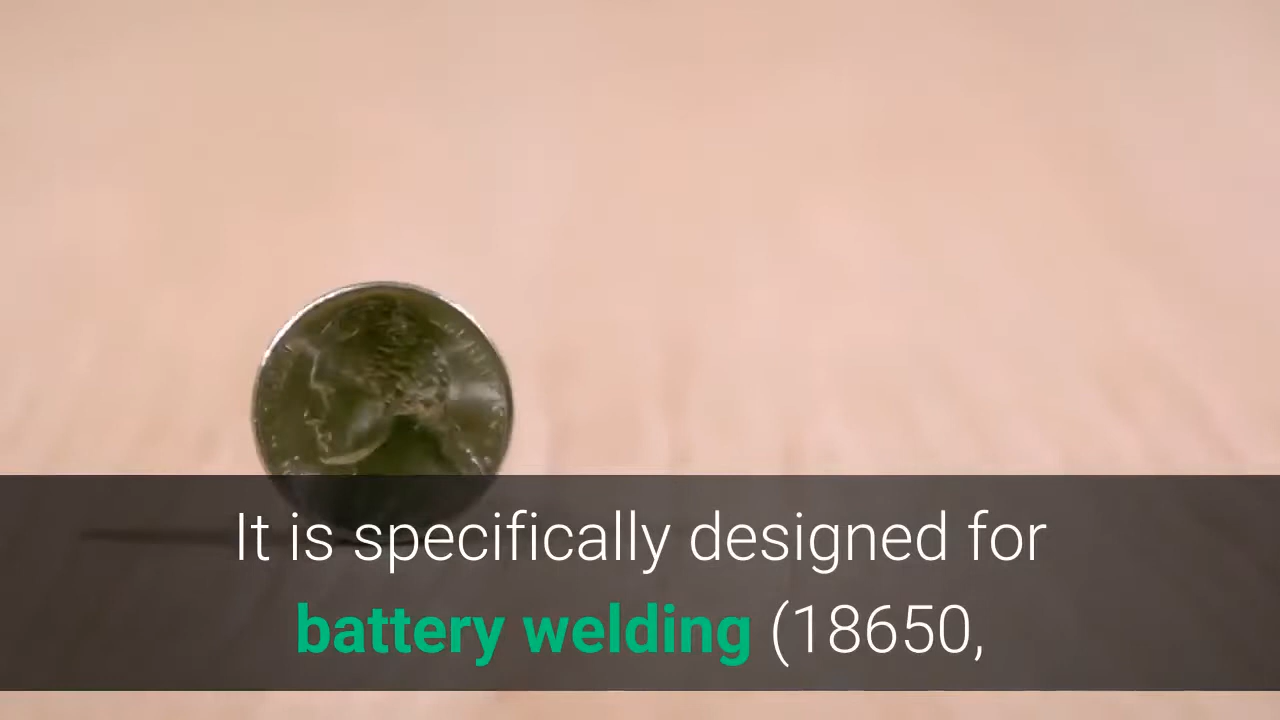 It is specifically designed for
battery welding (18650,